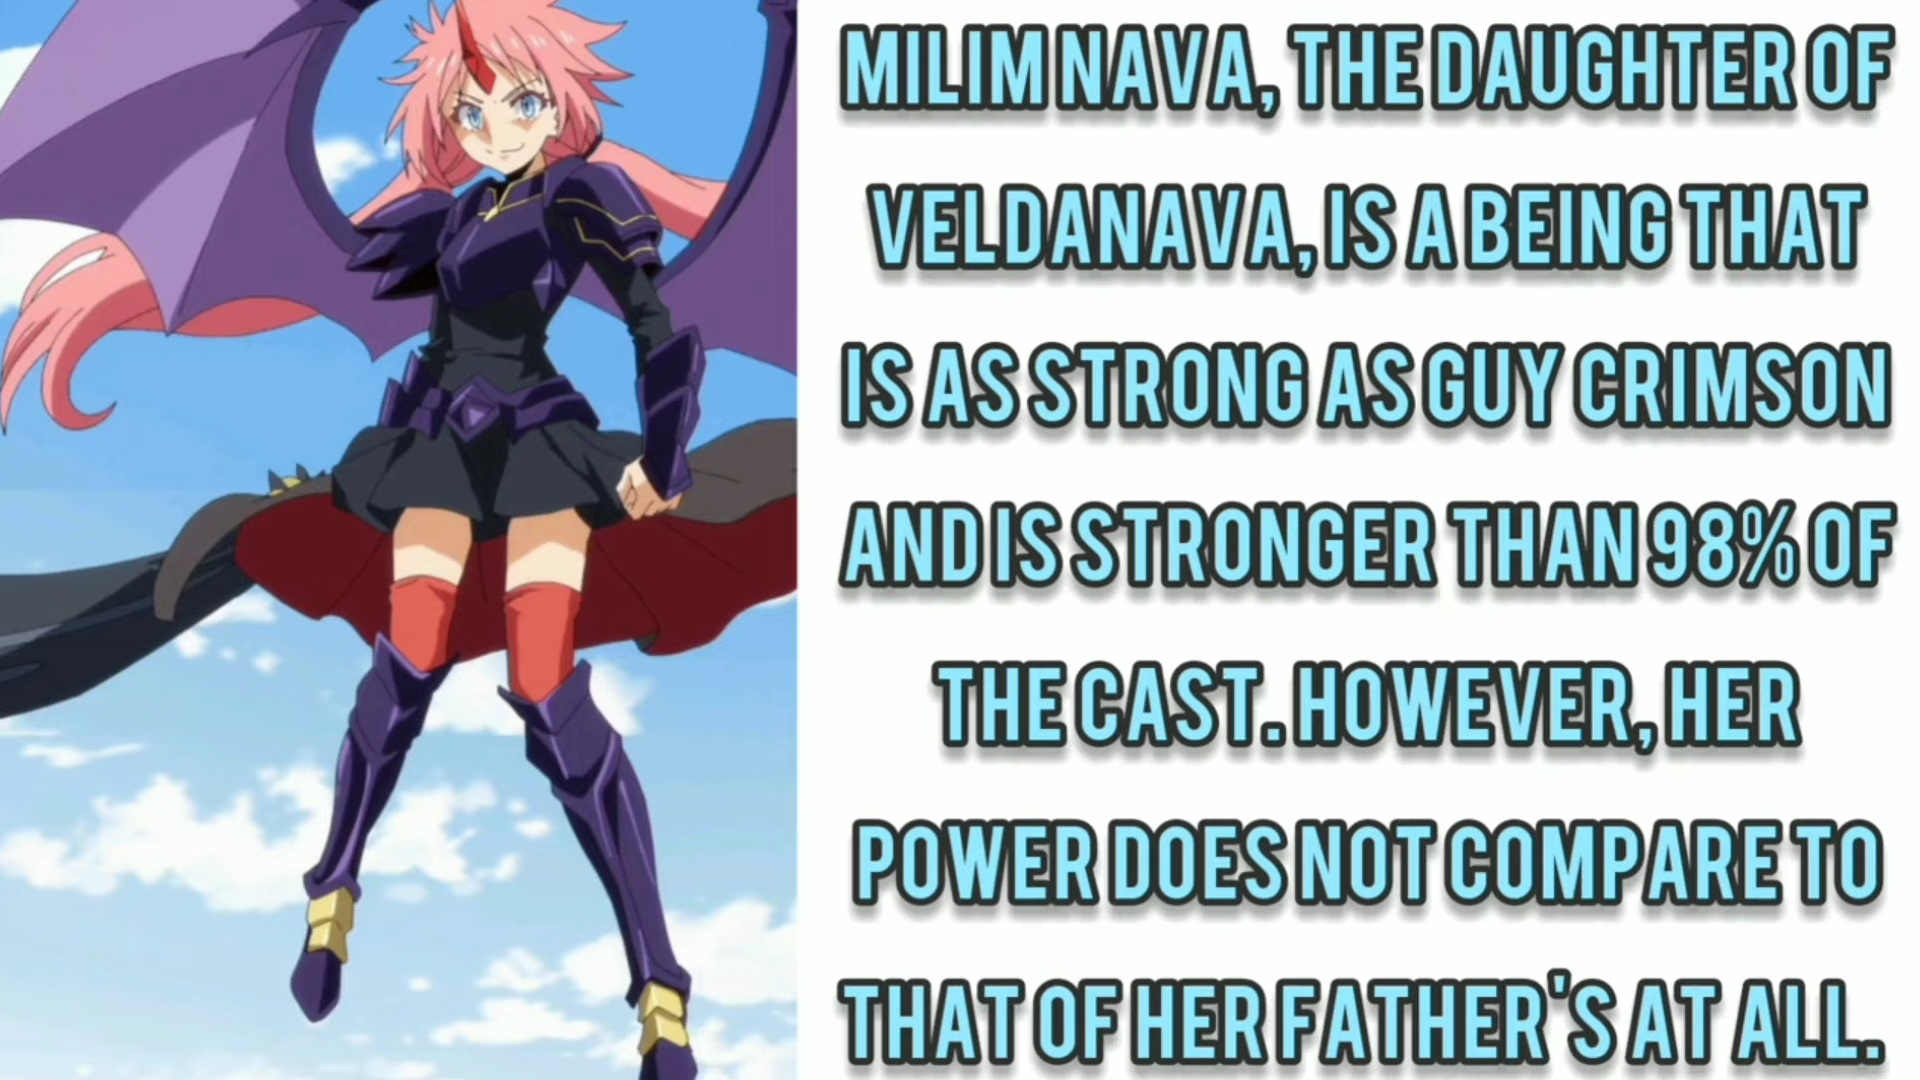 MILIM NAVA, THE DAUGHTER OF
VELDANAVA, IS A BEING THAT
IS AS STRONG AS GUY CRIMSON
AND IS STRONGER THAN 98% OF
THE CAST. HOWEVER, HER
POWER DOES NOT COMPARE TO
THAT OF HER FATHER'S AT ALL.